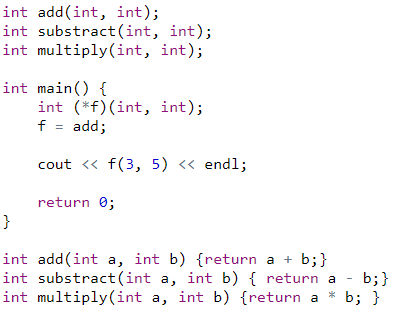 int add(int, int);
int substract(int, int);
int multiply(int, int);
int main() {
int (*f)(int, int);
f = add;
cout << f(3, 5) << endl;
return 0;
}
int add(int a, int b) {return a + b;}
int substract(int a, int b) { return a - b;}
int multiply(int a, int b) {return a * b; }